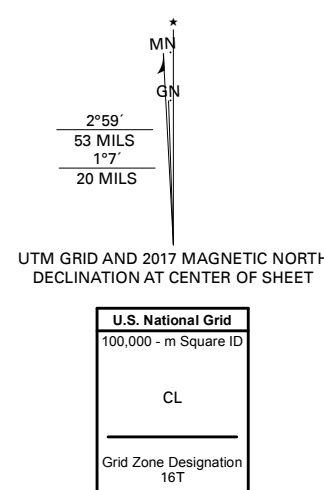 ★
MN
GN
2°59´
53 MILS
1°7´
20 MILS
UTM GRID AND 2017 MAGNETIC NORTH
DECLINATION AT CENTER OF SHEET
U.S. National Grid
100,000 - m Square ID
CL
Grid Zone Designation
16T